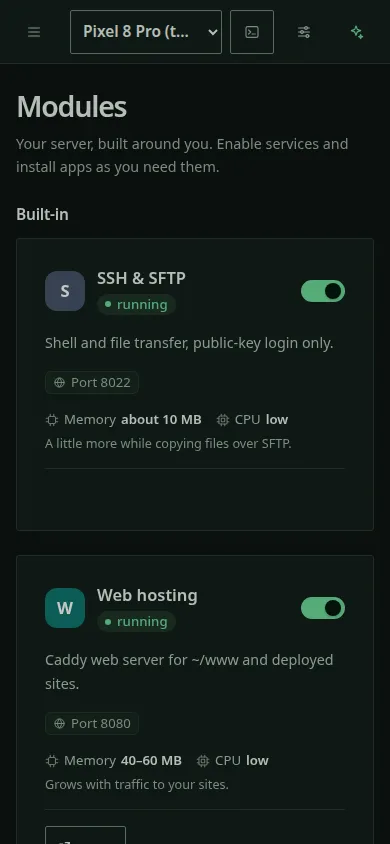 Pixel 8 Pro (t...
Modules
Your server, built around you. Enable services and
install apps as you need them.
Built-in
S
SSH & SFTP
running
Shell and file transfer, public-key login only.
Port 8022
Memory about 10 MB CPU low
A little more while copying files over SFTP.
W
Web hosting
running
Caddy web server for ~/www and deployed
sites.
Port 8080
Memory 40–60 MB CPU low
Grows with traffic to your sites.